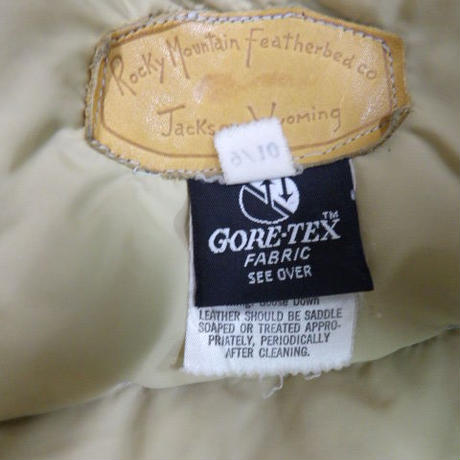 Rocky Mountain Featherbed Co
Jackson Wyoming
GORE-TEX™
FABRIC
SEE OVER
Goose Down
LEATHER SHOULD BE SADDLE
SOAPED OR TREATED APPRO-
PRIATELY, PERIODICALLY
AFTER CLEANING.